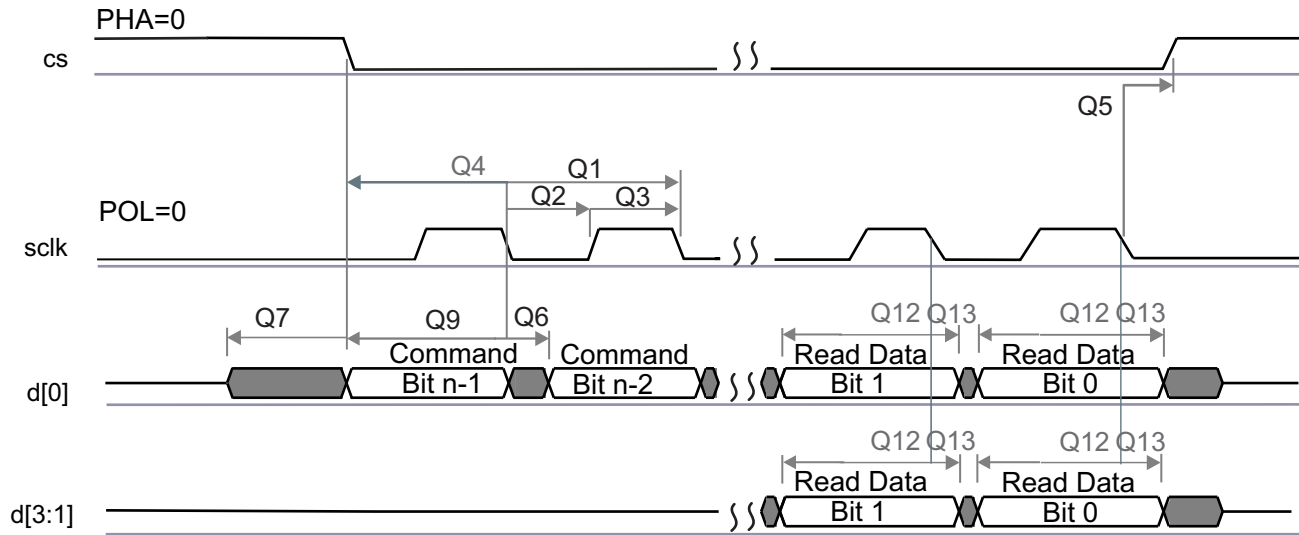 PHA=0
cs
Q5
Q4 Q1
Q2 Q3
POL=0
sclk
Q7 Q9 Q6 Q12 Q13 Q12 Q13
Command Command Read Data Read Data
d[0] Bit n-1 Bit n-2 Bit 1 Bit 0
Q12 Q13 Q12 Q13
Read Data Read Data
d[3:1] Bit 1 Bit 0